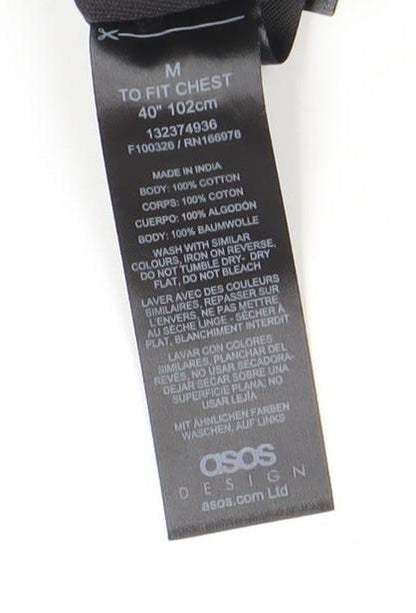 M
TO FIT CHEST
40" 102cm
132374936
F100326 / RN166978
MADE IN INDIA
BODY: 100% COTTON
CORPS: 100% COTON
CUERPO: 100% ALGODÓN
BODY: 100% BAUMWOLLE
WASH WITH SIMILAR
COLOURS, IRON ON REVERSE,
DO NOT TUMBLE DRY- DRY
FLAT, DO NOT BLEACH
LAVER AVEC DES COULEURS
SIMILAIRES, REPASSER SUR
L'ENVERS, NE PAS METTRE
AU SÈCHE LINGE - SÉCHER À
PLAT, BLANCHIMENT INTERDIT
LAVAR CON COLORES
SIMILARES, PLANCHAR DEL
REVÉS, NO USAR SECADORA-
DEJAR SECAR SOBRE UNA
SUPERFICIE PLANA, NO
USAR LEJÍA
MIT ÄHNLICHEN FARBEN
WASCHEN, AUF LINKS
asos
DESIGN
asos.com Ltd